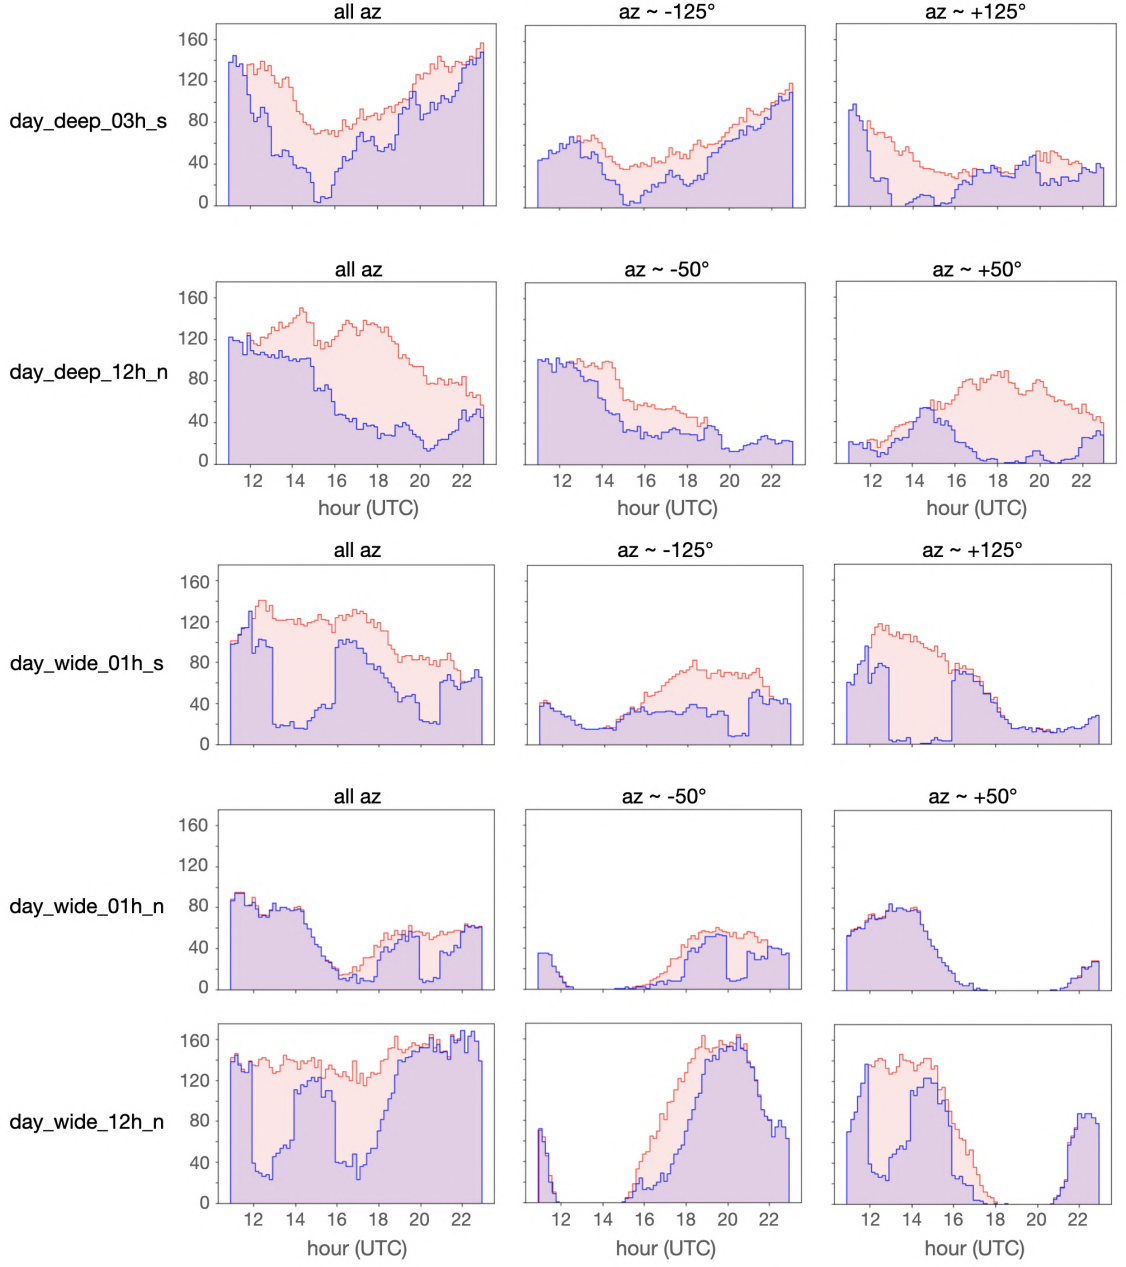 all az
az ~ -125°
az ~ +125°
day_deep_03h_s
160
120
80
40
0
all az
az ~ -50°
az ~ +50°
day_deep_12h_n
160
120
80
40
0
12 14 16 18 20 22
12 14 16 18 20 22
12 14 16 18 20 22
hour (UTC)
hour (UTC)
hour (UTC)
all az
az ~ -125°
az ~ +125°
day_wide_01h_s
160
120
80
40
0
all az
az ~ -50°
az ~ +50°
day_wide_01h_n
160
120
80
40
0
day_wide_12h_n
160
120
80
40
0
12 14 16 18 20 22
12 14 16 18 20 22
12 14 16 18 20 22
hour (UTC)
hour (UTC)
hour (UTC)